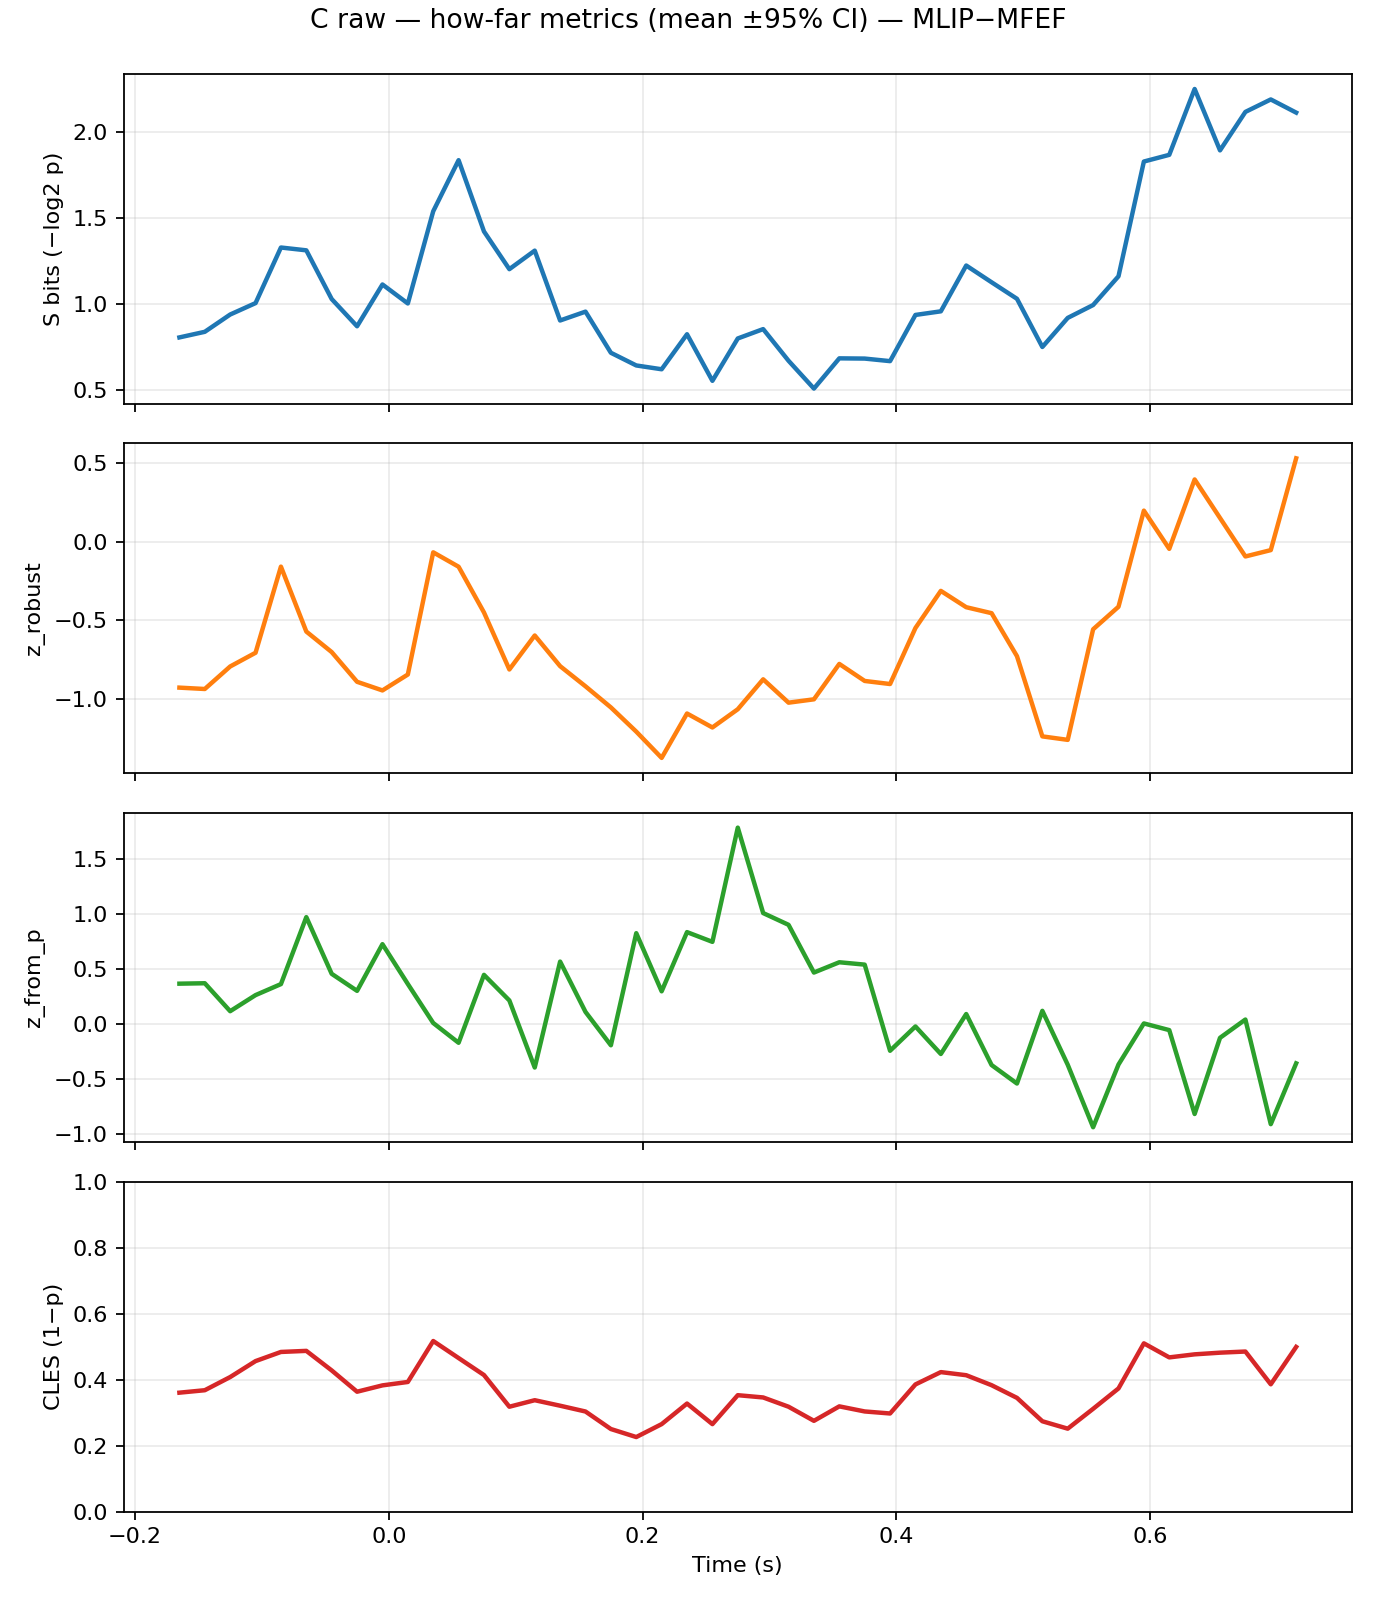 C raw — how-far metrics (mean ±95% CI) — MLIP−MFEF
S bits (−log2 p)
2.0
1.5
1.0
0.5
z_robust
0.5
0.0
−0.5
−1.0
z_from_p
1.5
1.0
0.5
0.0
−0.5
−1.0
CLES (1−p)
1.0
0.8
0.6
0.4
0.2
0.0
−0.2 0.0 0.2 0.4 0.6
Time (s)